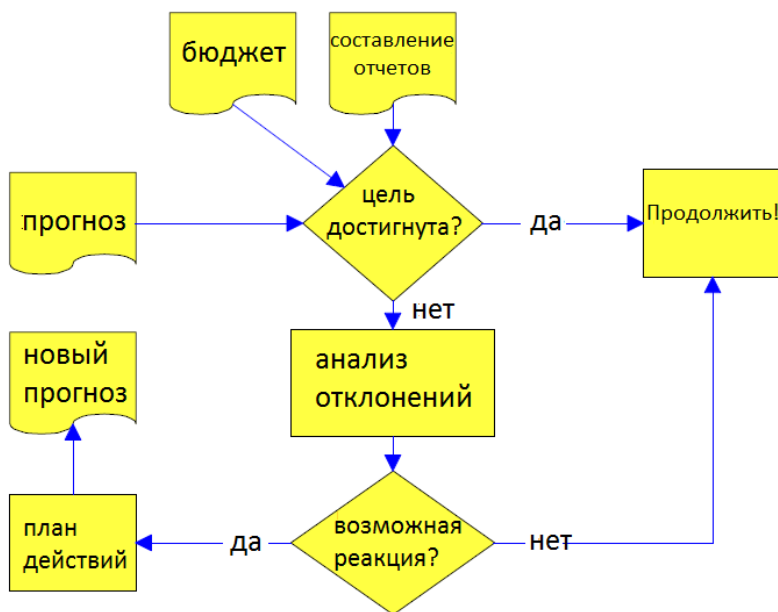 бюджет
составление
отчетов
прогноз
цель
достигнута?
да
Продолжить!
нет
анализ
отклонений
новый
прогноз
план
действий
да
возможная
реакция?
нет